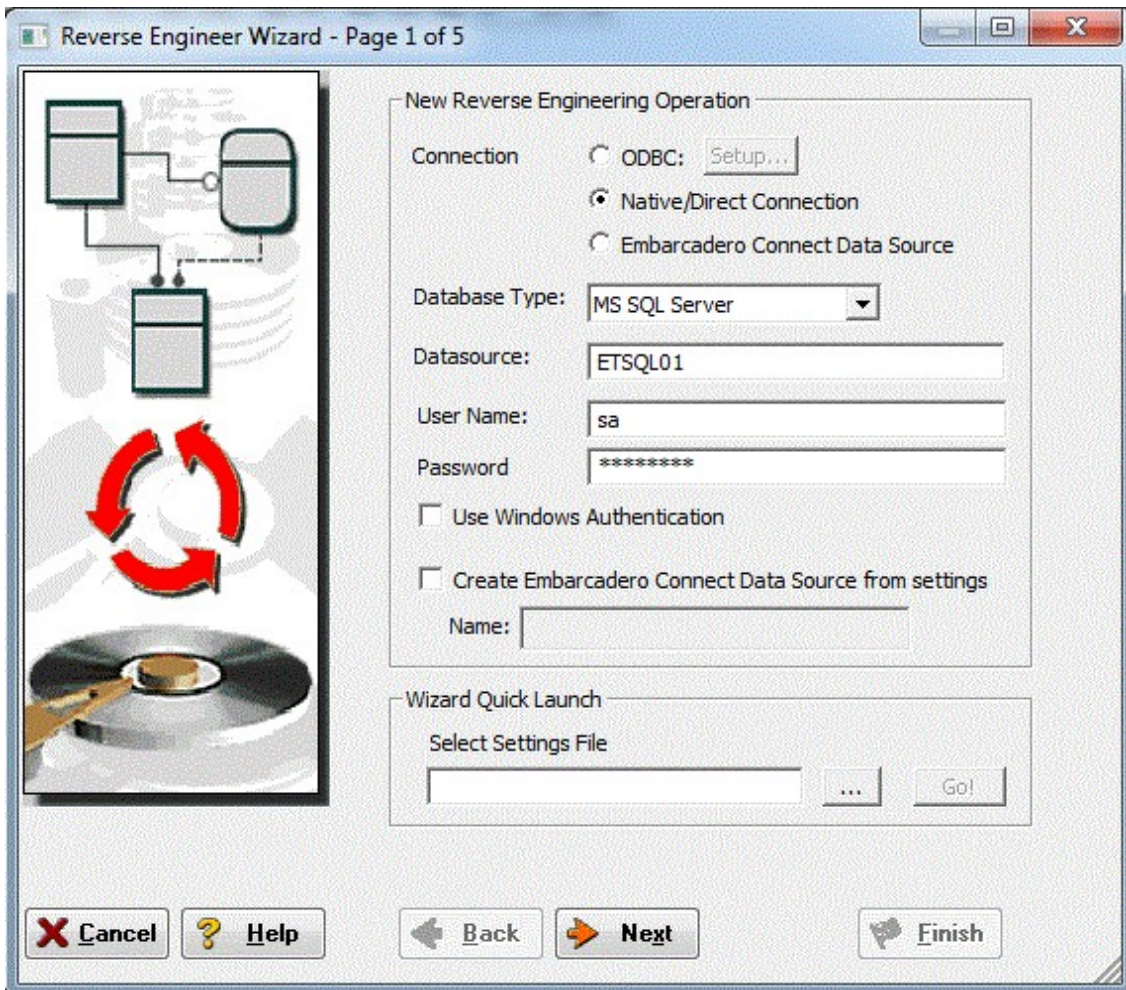 Reverse Engineer Wizard - Page 1 of 5
New Reverse Engineering Operation
Connection
ODBC: Setup...
Native/Direct Connection
Embarcadero Connect Data Source
Database Type: MS SQL Server
Datasource: ETSQL01
User Name: sa
Password ********
Use Windows Authentication
Create Embarcadero Connect Data Source from settings
Name:
Wizard Quick Launch
Select Settings File
... Go!
Cancel Help Back Next Finish